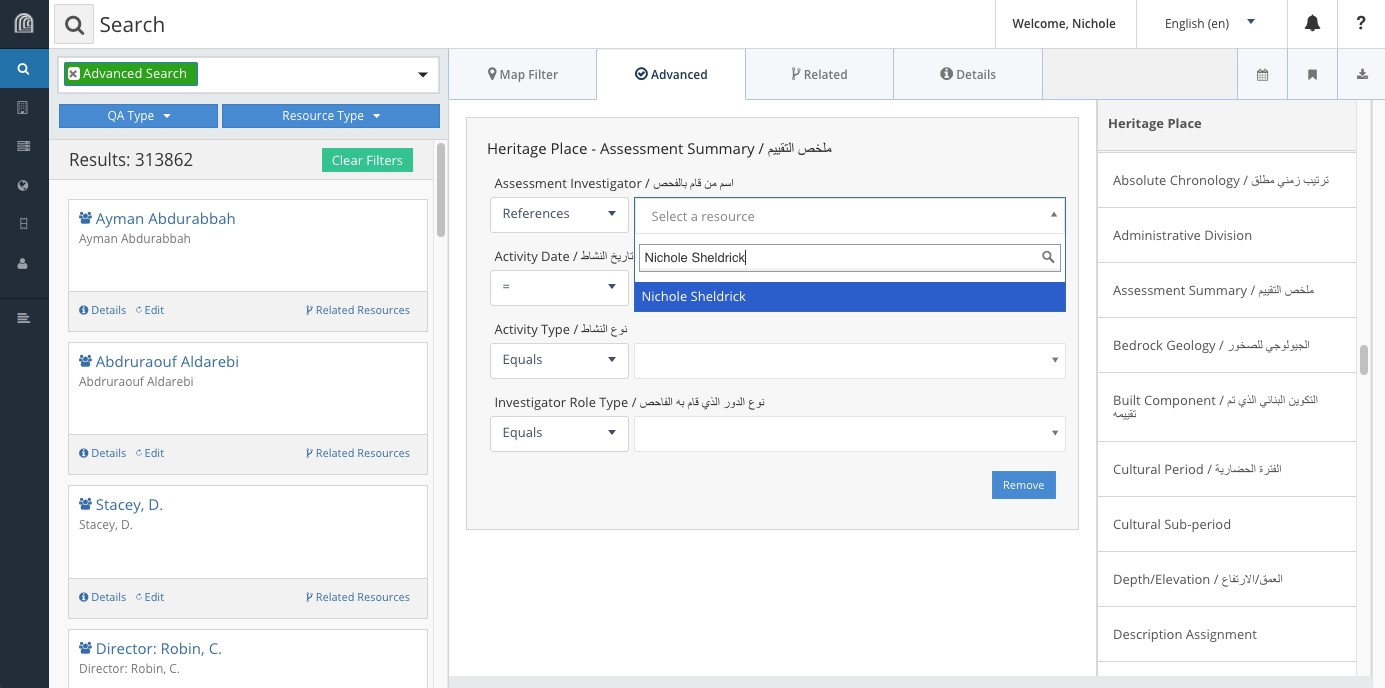 Search
Welcome, Nichole
English (en)
?
Advanced Search
Map Filter
Advanced
Related
Details
QA Type
Resource Type
Results: 313862
Clear Filters
Ayman Abdurabbah
Ayman Abdurabbah
Details Edit Related Resources
Abdruraouf Aldarebi
Abdruraouf Aldarebi
Details Edit Related Resources
Stacey, D.
Stacey, D.
Details Edit Related Resources
Director: Robin, C.
Director: Robin, C.
Heritage Place - Assessment Summary / ملخص التقييم
Assessment Investigator / اسم من قام بالفحص
References
Select a resource
Nichole Sheldrick
Nichole Sheldrick
Activity Date / تاريخ النشاط
=
Activity Type / نوع النشاط
Equals
Investigator Role Type / نوع الدور الذي قام به الفاحص
Equals
Remove
Heritage Place
Absolute Chronology / ترتيب زمني مطلق
Administrative Division
Assessment Summary / ملخص التقييم
Bedrock Geology / الجيولوجي للصخور
Built Component / التكوين البنائي الذي تم
تقييمه
Cultural Period / الفترة الحضارية
Cultural Sub-period
Depth/Elevation / العمق/الارتفاع
Description Assignment